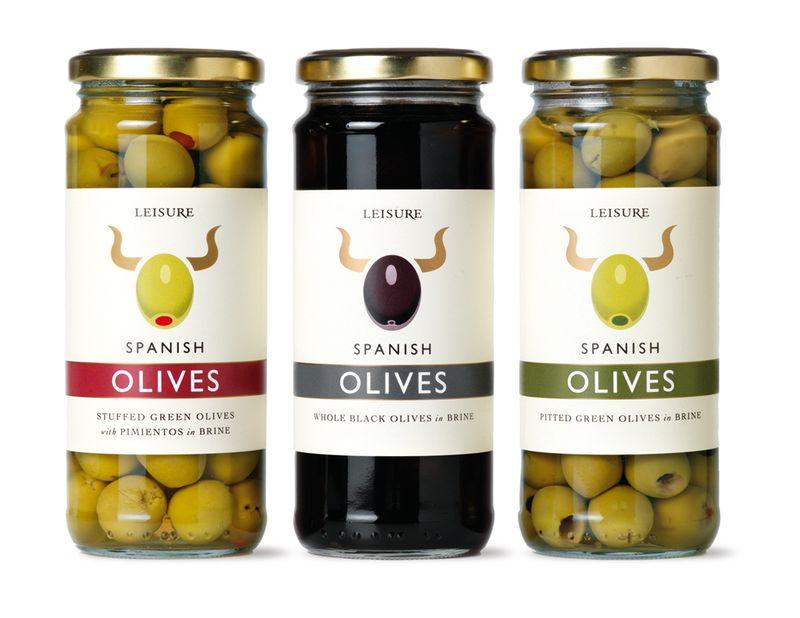 LEISURE
SPANISH
OLIVES
STUFFED GREEN OLIVES
with PIMIENTOS in BRINE
LEISURE
SPANISH
OLIVES
WHOLE BLACK OLIVES in BRINE
LEISURE
SPANISH
OLIVES
PITTED GREEN OLIVES in BRINE